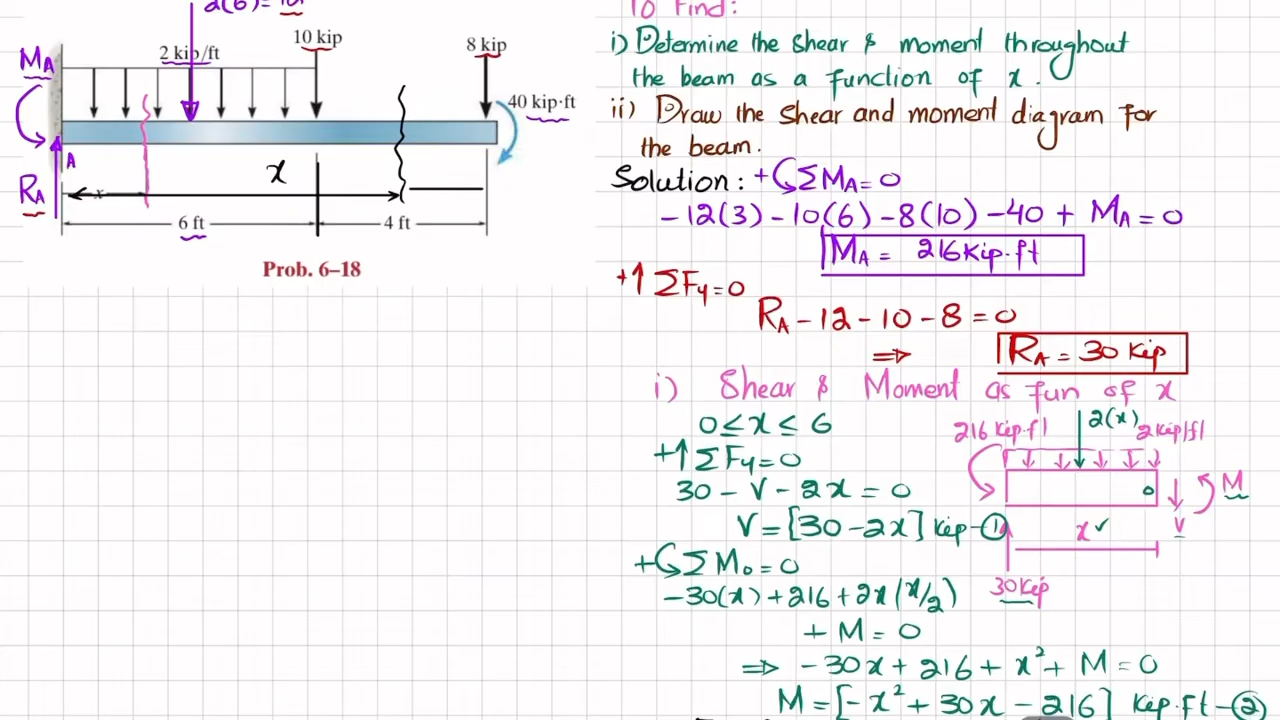 2(6) = 12
10 kip
8 kip
2 kip/ft
MA
40 kip·ft
A
RA
x
x
6 ft
4 ft
Prob. 6–18
To Find:
i) Determine the shear & moment throughout
the beam as a function of x.
ii) Draw the shear and moment diagram for
the beam.
Solution: +↺ΣMA=0
-12(3) -10(6) -8(10) -40 + MA = 0
MA = 216 Kip·ft
+↑ ΣFy=0
RA -12 -10 -8 = 0
⇒ RA = 30 Kip
i) Shear & Moment as fun of x
0 ≤ x ≤ 6
+↑ ΣFy=0
30 - V - 2x = 0
V = [30 - 2x] kip -①
+↺ΣMo = 0
-30(x) + 216 + 2x(x/2)
+ M = 0
⇒ -30x + 216 + x² + M = 0
M = [-x² + 30x - 216] kip·ft -②
216 kip·ft
2(x)
2kip/ft
M
V
x ✓
30 kip